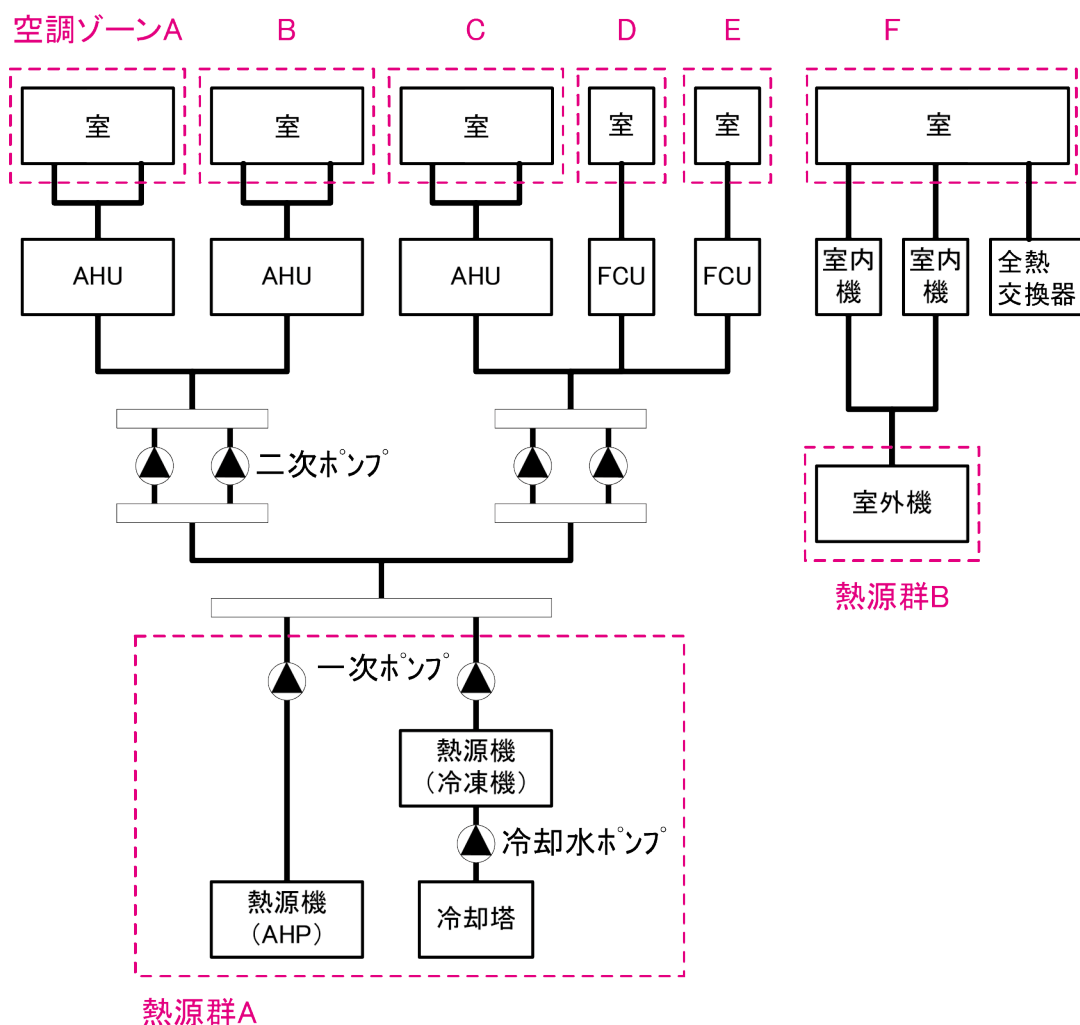 空調ゾーンA
B
C
D
E
F
室
室
室
室
室
室
AHU
AHU
AHU
FCU
FCU
室内
機
室内
機
全熱
交換器
二次ポンプ
室外機
熱源群B
一次ポンプ
熱源機
(冷凍機)
冷却水ポンプ
熱源機
(AHP)
冷却塔
熱源群A